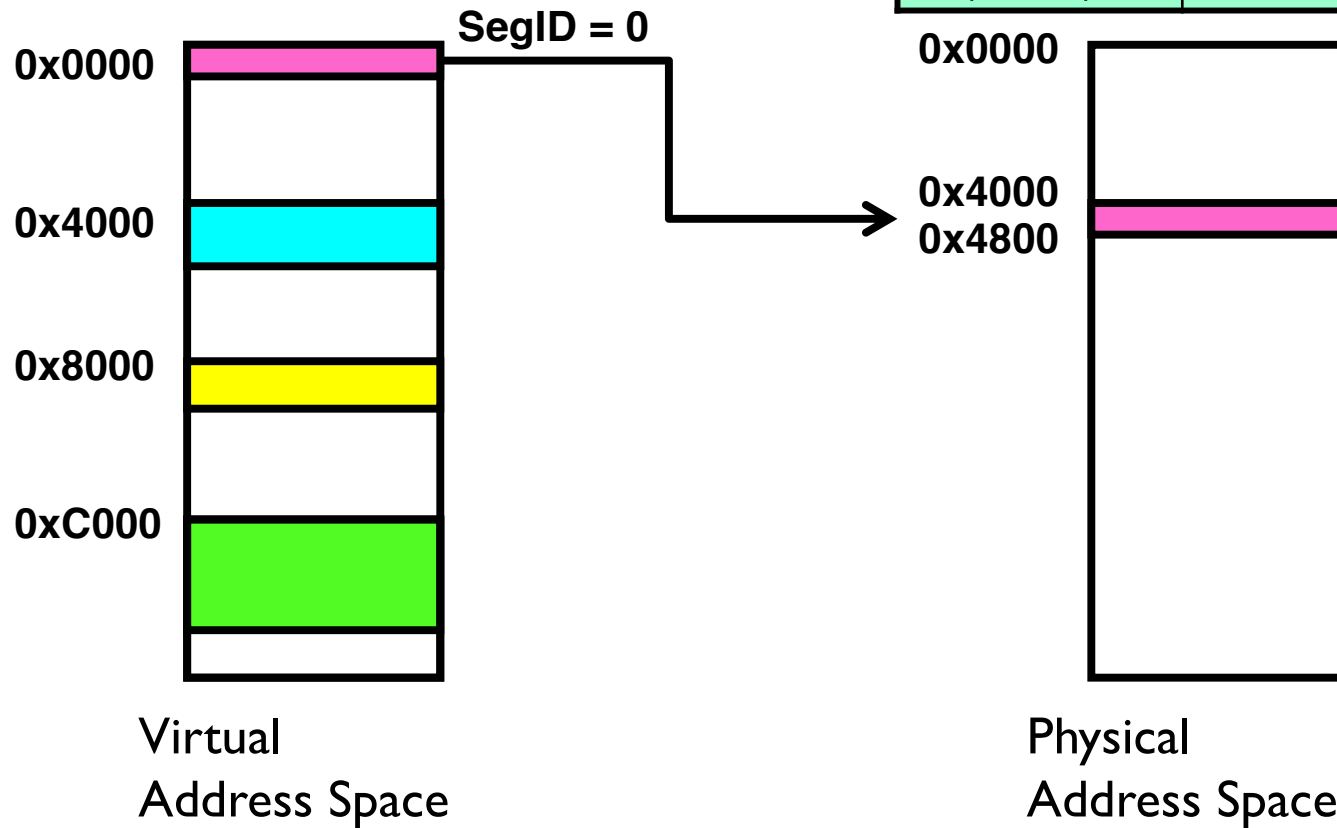 SegID = 0
0x0000
0x4000
0x8000
0xC000
0x0000
0x4000
0x4800
Virtual
Address Space
Physical
Address Space